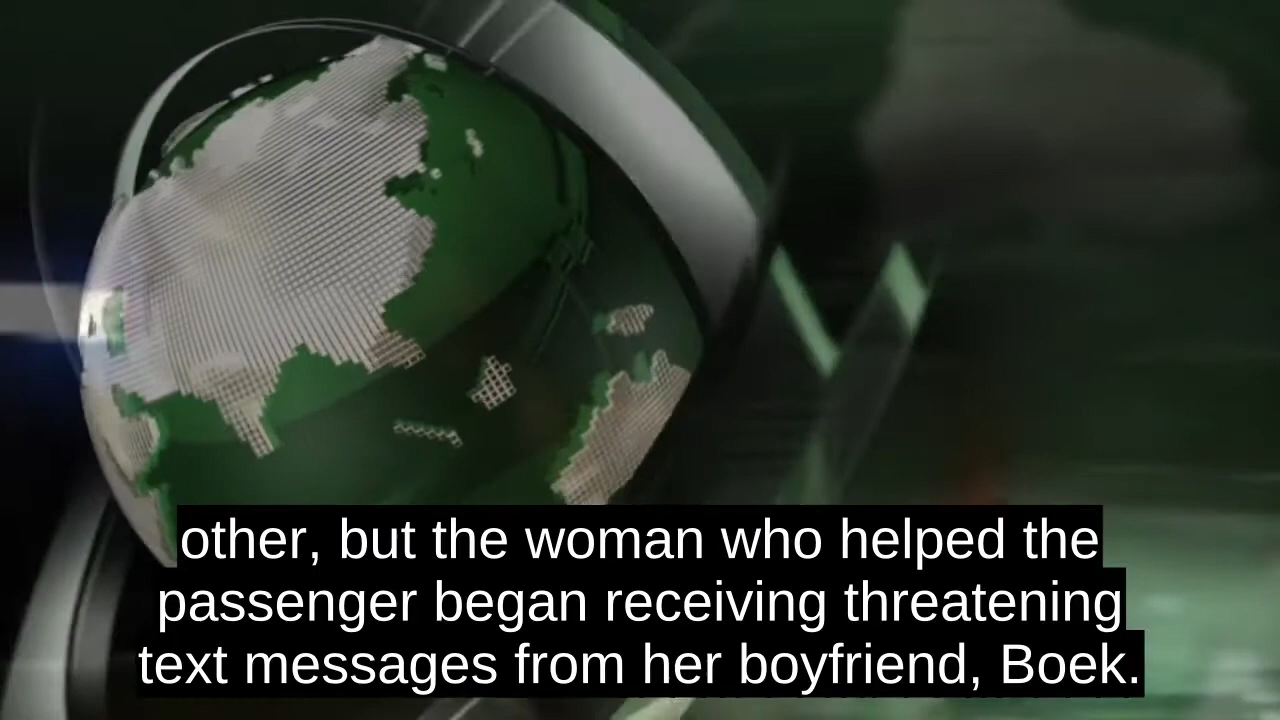 other, but the woman who helped the
passenger began receiving threatening
text messages from her boyfriend, Boek.